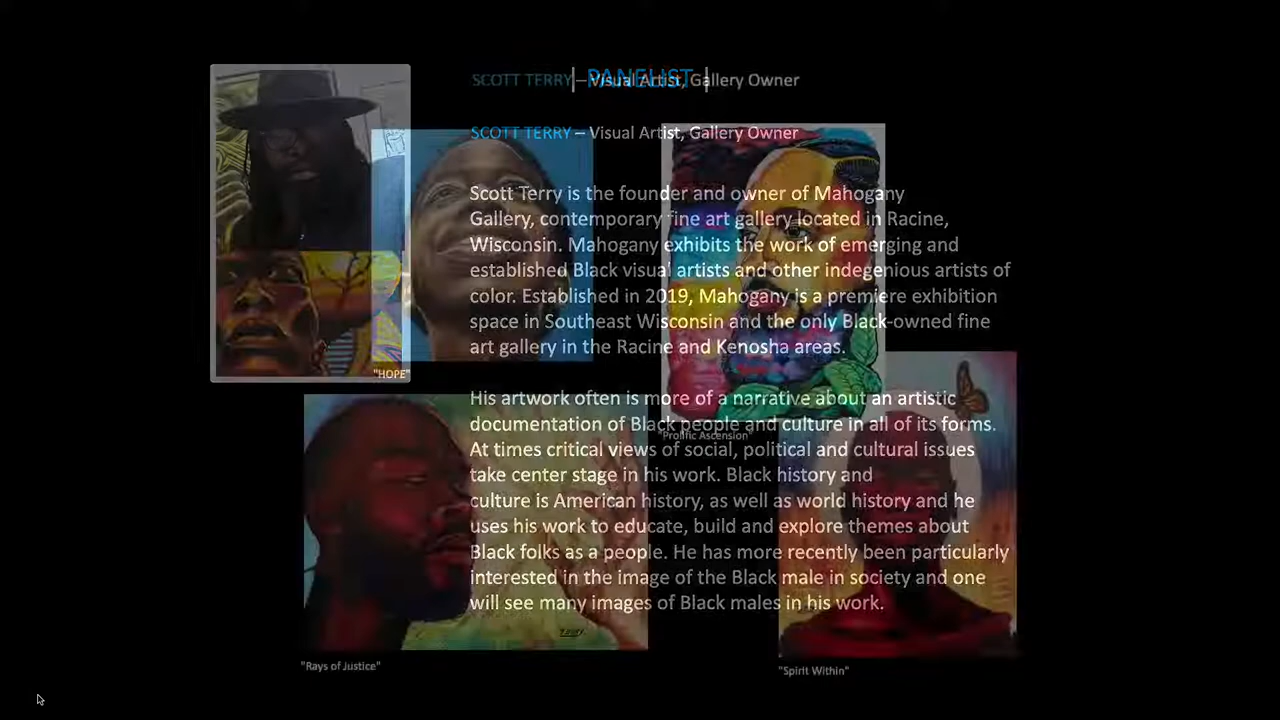 | PANELIST |
SCOTT TERRY – Visual Artist, Gallery Owner
SCOTT TERRY – Visual Artist, Gallery Owner
Scott Terry is the founder and owner of Mahogany
Gallery, contemporary fine art gallery located in Racine,
Wisconsin. Mahogany exhibits the work of emerging and
established Black visual artists and other indegenious artists of
color. Established in 2019, Mahogany is a premiere exhibition
space in Southeast Wisconsin and the only Black-owned fine
art gallery in the Racine and Kenosha areas.
"HOPE"
His artwork often is more of a narrative about an artistic
documentation of Black people and culture in all of its forms.
"Prolific Ascension"
At times critical views of social, political and cultural issues
take center stage in his work. Black history and
culture is American history, as well as world history and he
uses his work to educate, build and explore themes about
Black folks as a people. He has more recently been particularly
interested in the image of the Black male in society and one
will see many images of Black males in his work.
Terry.
"Rays of Justice"
"Spirit Within"